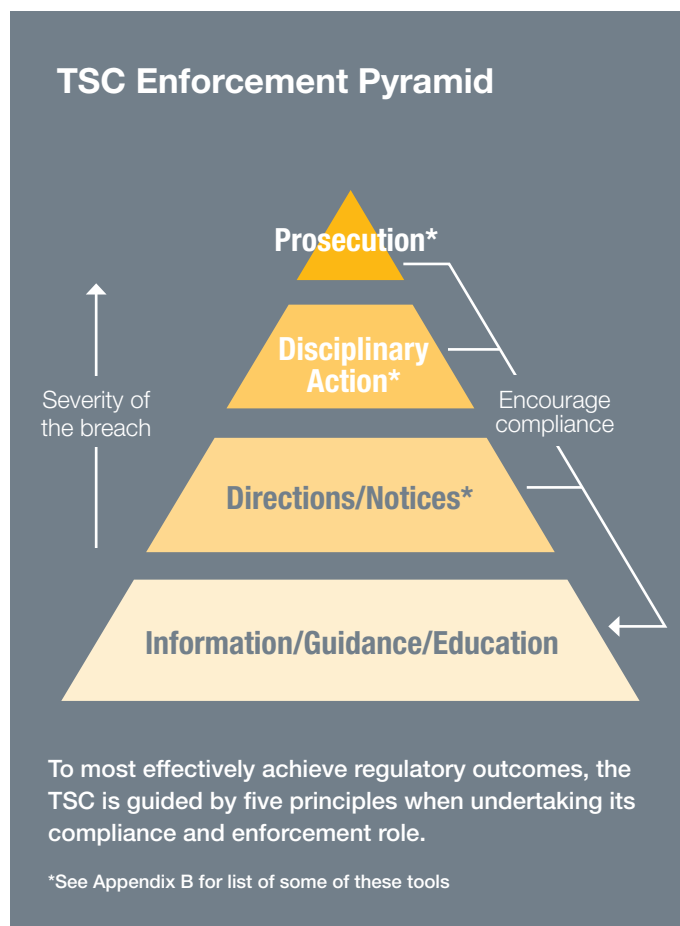 TSC Enforcement Pyramid
Prosecution*
Disciplinary
Action*
Severity of
the breach
Encourage
compliance
Directions/Notices*
Information/Guidance/Education
To most effectively achieve regulatory outcomes, the
TSC is guided by five principles when undertaking its
compliance and enforcement role.
*See Appendix B for list of some of these tools